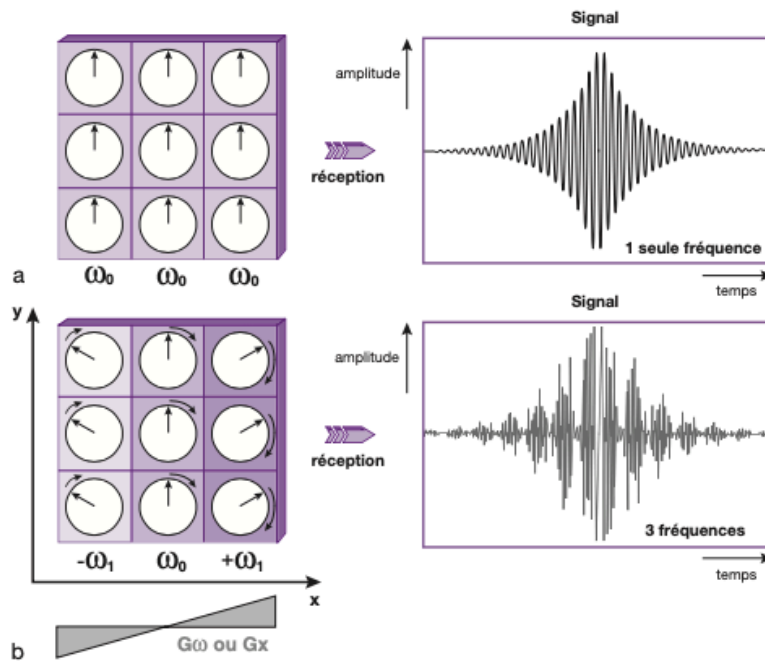 Signal
amplitude
réception
1 seule fréquence
a
ω₀ ω₀ ω₀
temps
Signal
y
amplitude
réception
3 fréquences
-ω₁ ω₀ +ω₁
temps
x
Gω ou Gx
b